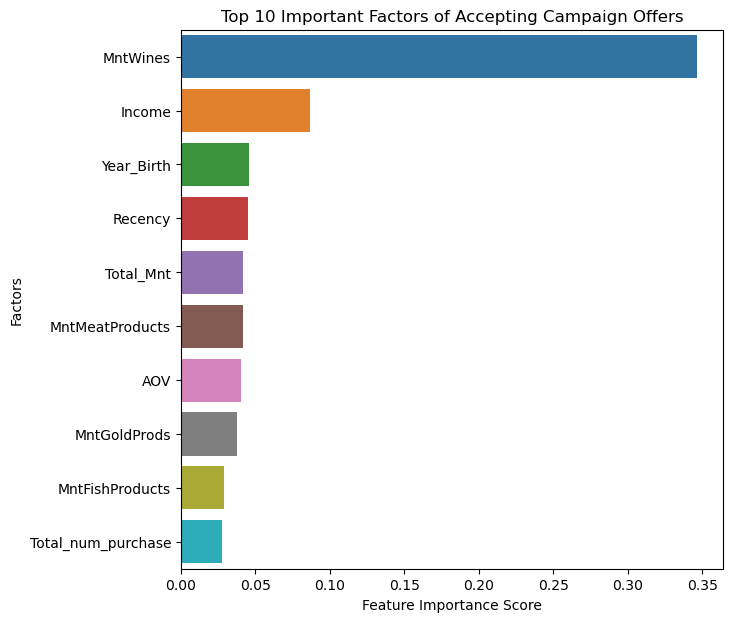 Top 10 Important Factors of Accepting Campaign Offers
Factors
MntWines
Income
Year_Birth
Recency
Total_Mnt
MntMeatProducts
AOV
MntGoldProds
MntFishProducts
Total_num_purchase
0.00 0.05 0.10 0.15 0.20 0.25 0.30 0.35
Feature Importance Score